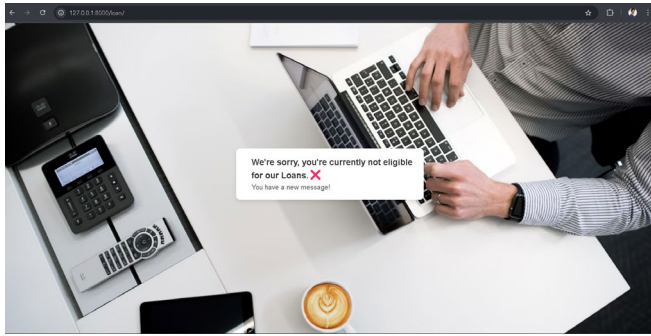 127.0.0.1:8000/loan/
We're sorry, you're currently not eligible
for our Loans. ❌
You have a new message!